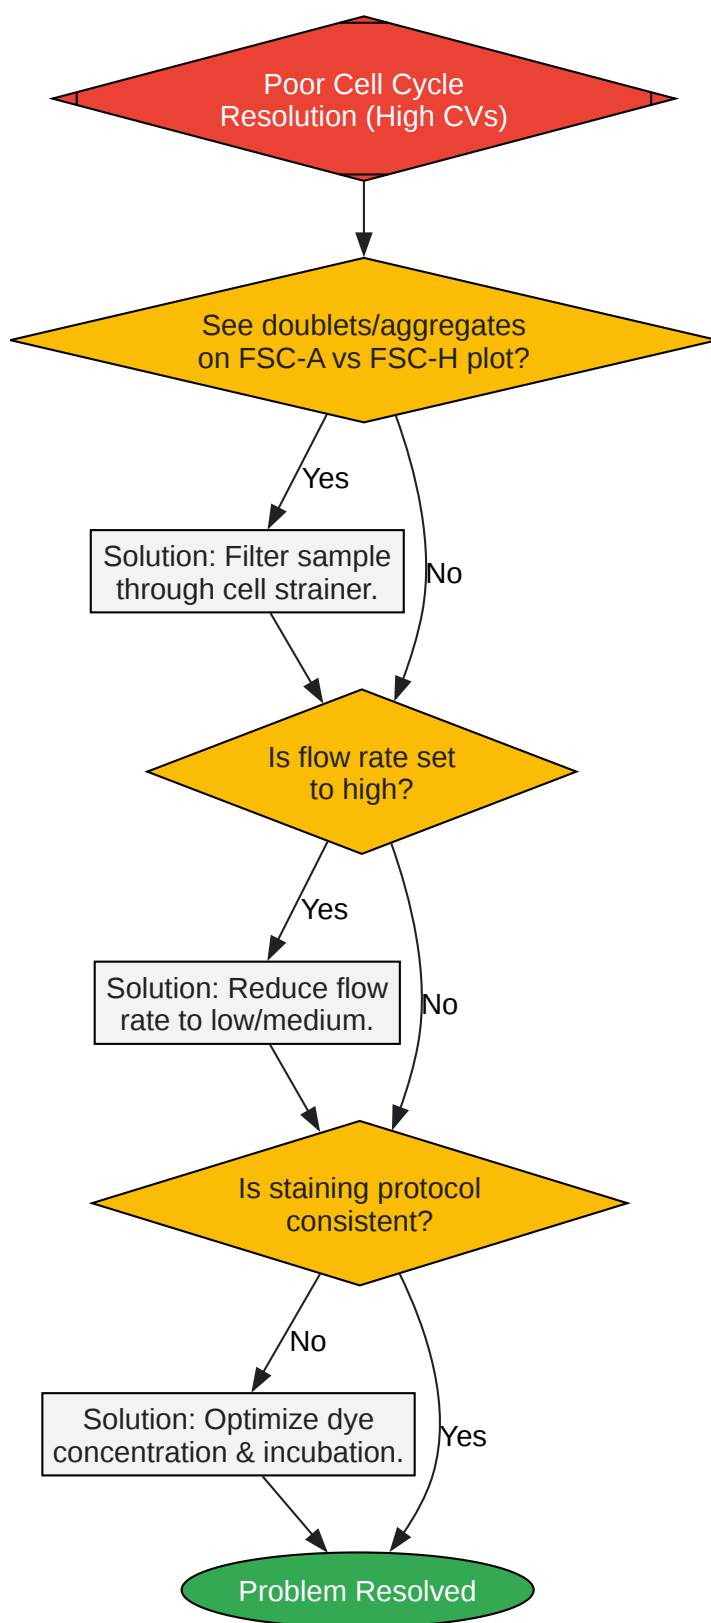 Poor Cell Cycle
Resolution (High CVs)
See doublets/aggregates
on FSC-A vs FSC-H plot?
Yes
Solution: Filter sample
through cell strainer.
No
Is flow rate set
to high?
Yes
Solution: Reduce flow
rate to low/medium.
No
Is staining protocol
consistent?
No
Solution: Optimize dye
concentration & incubation.
Yes
Problem Resolved